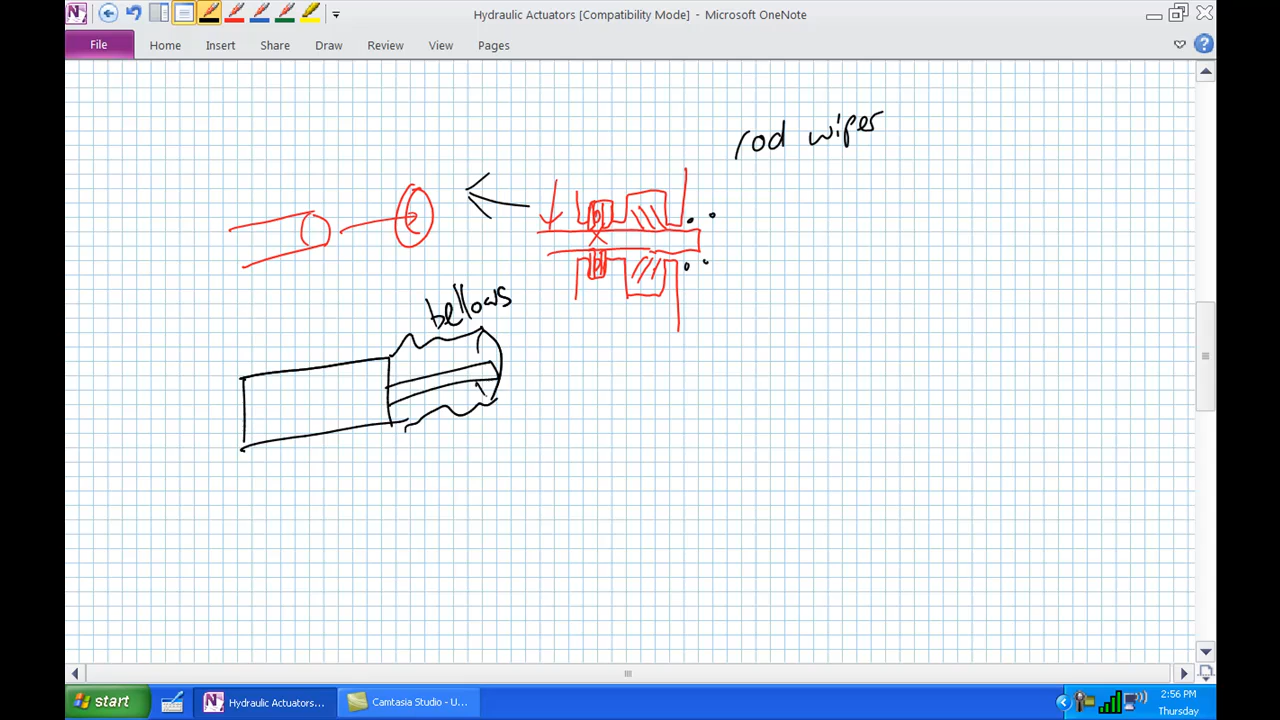 Hydraulic Actuators [Compatibility Mode] - Microsoft OneNote
File Home Insert Share Draw Review View Pages
rod wiper
bellows
start
Hydraulic Actuators...
Camtasia Studio - U...
2:56 PM
Thursday